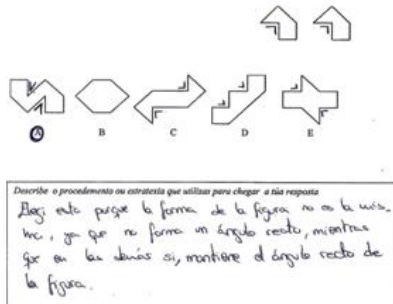 A B C D E
Describe o procedemento ou estratexia que utilizas para chegar a túa resposta
Elegi esta porque la forma de la figura no es la mis-
ma, ya que no forma un ángulo recto, mientras
que en las demás si, mantiene el ángulo recto de
la figura.